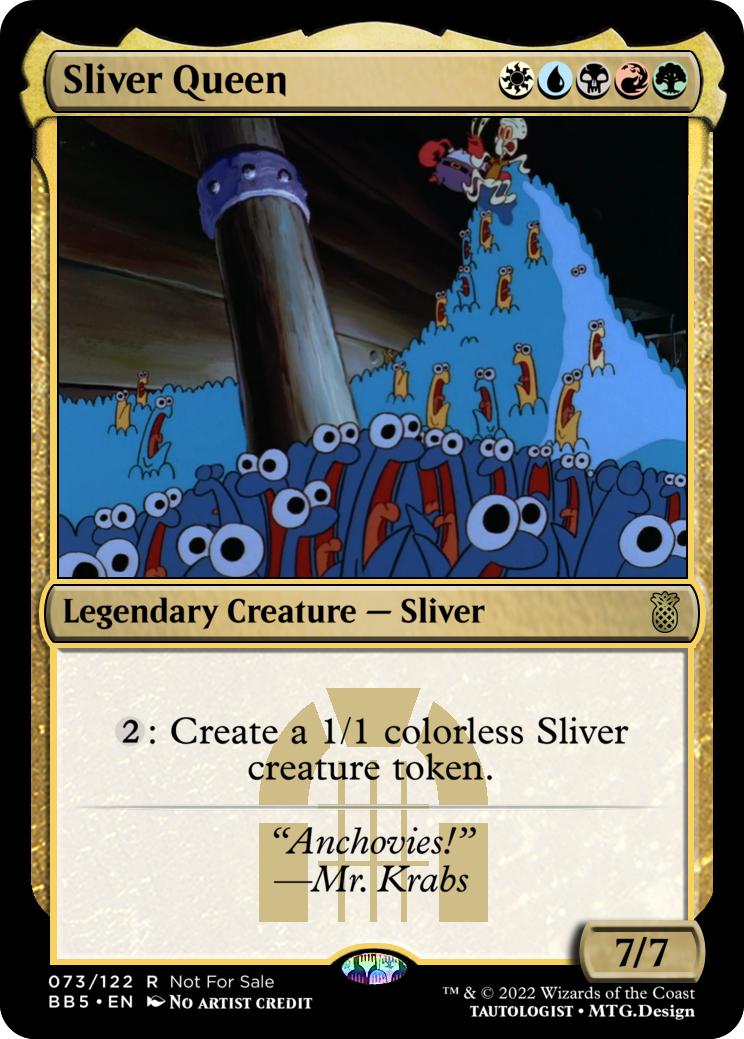 Sliver Queen
Legendary Creature — Sliver
2: Create a 1/1 colorless Sliver
creature token.
“Anchovies!”
—Mr. Krabs
7/7
073/122 R Not For Sale
BB5 • EN No artist credit
™ & © 2022 Wizards of the Coast
TAUTOLOGIST • MTG.Design